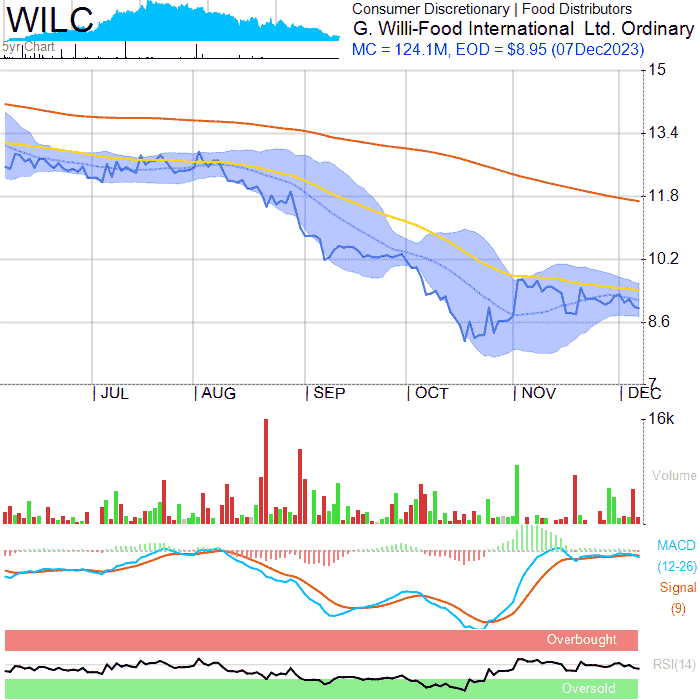 WILC
5yr Chart
Consumer Discretionary | Food Distributors
G. Willi-Food International Ltd. Ordinary
MC = 124.1M, EOD = $8.95 (07Dec2023)
15
13.4
11.8
10.2
8.6
7
JUL AUG SEP OCT NOV DEC
16k
Volume
MACD
(12-26)
Signal
(9)
Overbought
RSI(14)
Oversold